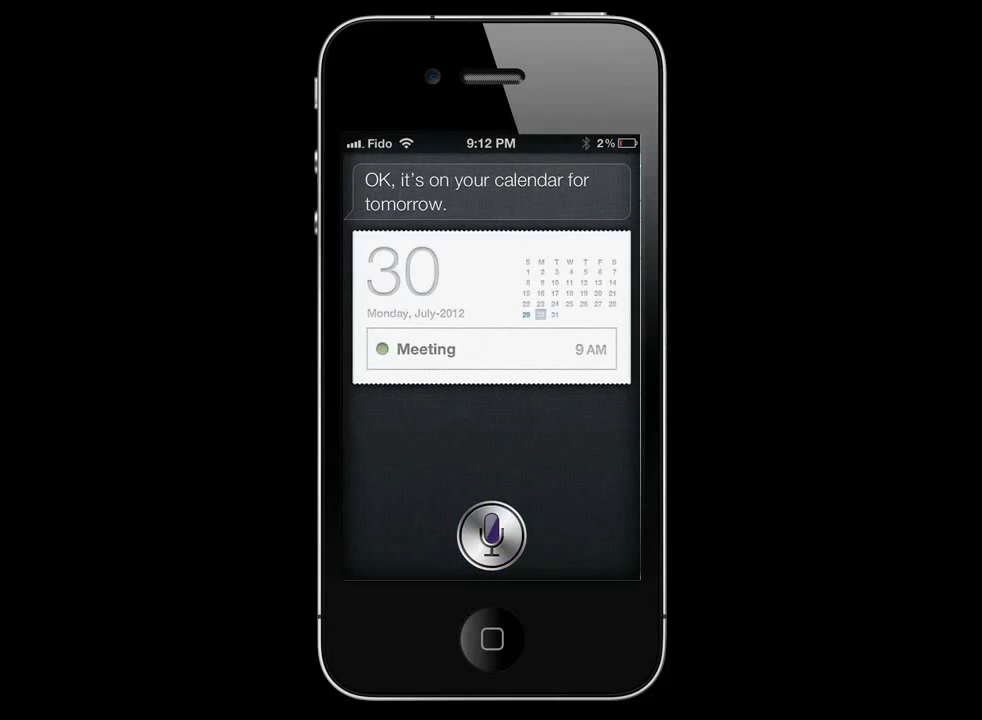 Fido 9:12 PM 2%
OK, it's on your calendar for
tomorrow.
30
Monday, July-2012
S M T W T F S
1 2 3 4 5 6 7
8 9 10 11 12 13 14
15 16 17 18 19 20 21
22 23 24 25 26 27 28
29 30 31
Meeting 9 AM